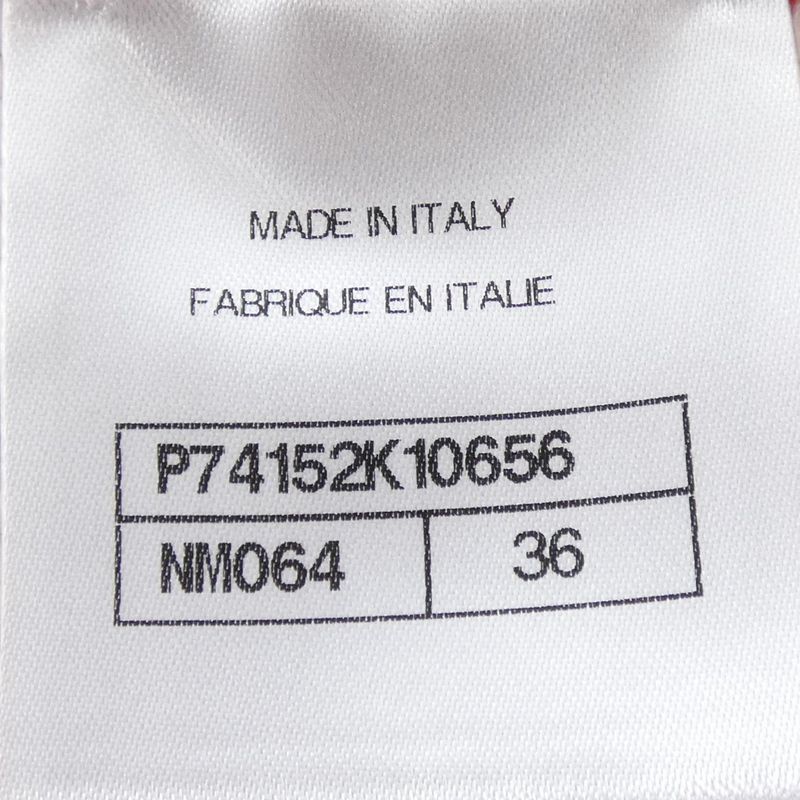 MADE IN ITALY
FABRIQUE EN ITALIE
P74152K10656
NM064 36